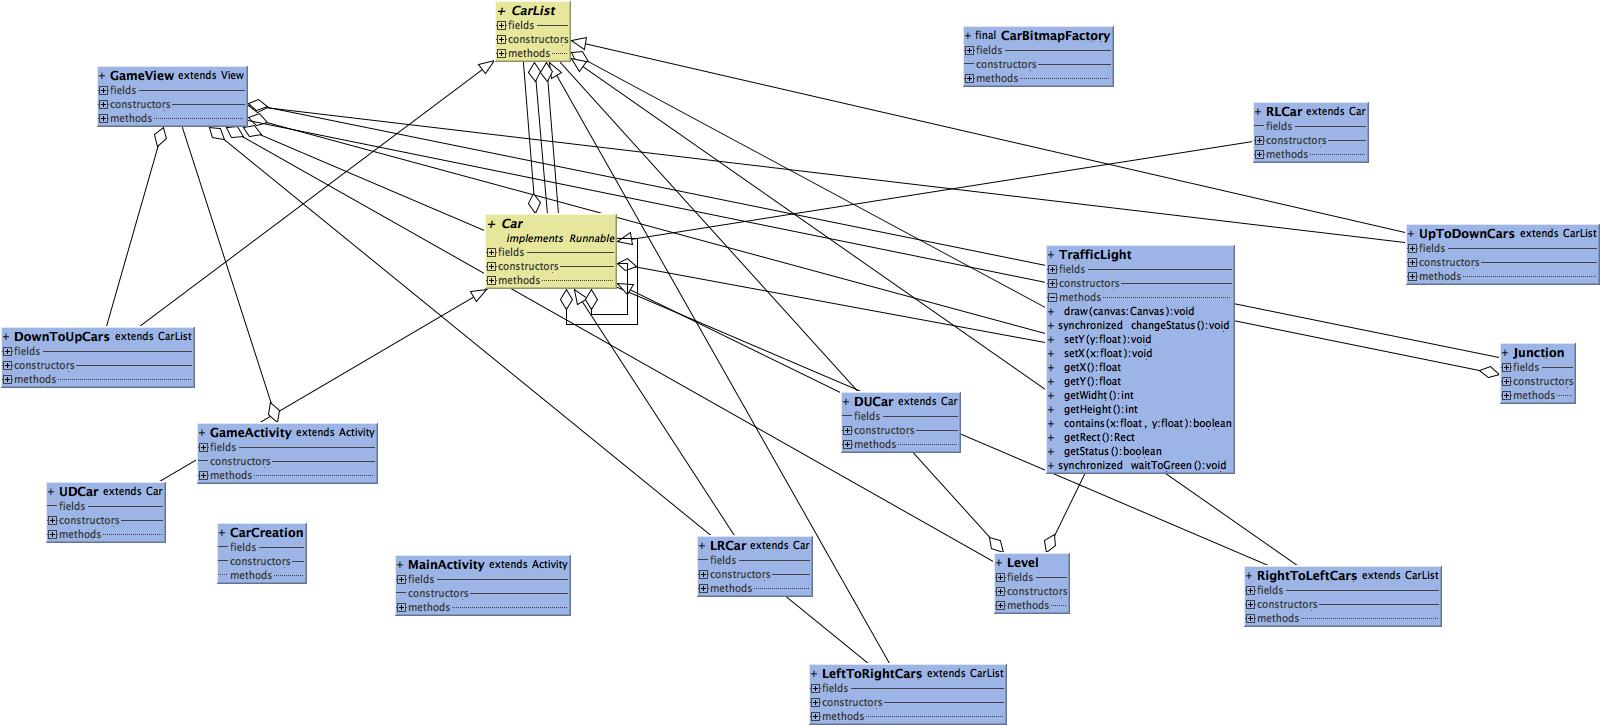 + CarList
fields
constructors
methods
+ final CarBitmapFactory
fields
constructors
methods
+ GameView extends View
fields
constructors
methods
+ RLCar extends Car
fields
constructors
methods
+ Car
implements Runnable
fields
constructors
methods
+ UpToDownCars extends CarList
fields
constructors
methods
+ TrafficLight
fields
constructors
methods
+ draw(canvas:Canvas):void
+ synchronized changeStatus():void
+ setY(y:float):void
+ setX(x:float):void
+ getX():float
+ getY():float
+ getWidht():int
+ getHeight():int
+ contains(x:float, y:float):boolean
+ getRect():Rect
+ getStatus():boolean
+ synchronized waitToGreen():void
+ DownToUpCars extends CarList
fields
constructors
methods
+ Junction
fields
constructors
methods
+ DUCar extends Car
fields
constructors
methods
+ GameActivity extends Activity
fields
constructors
methods
+ UDCar extends Car
fields
constructors
methods
+ CarCreation
fields
constructors
methods
+ MainActivity extends Activity
fields
constructors
methods
+ LRCar extends Car
fields
constructors
methods
+ Level
fields
constructors
methods
+ RightToLeftCars extends CarList
fields
constructors
methods
+ LeftToRightCars extends CarList
fields
constructors
methods